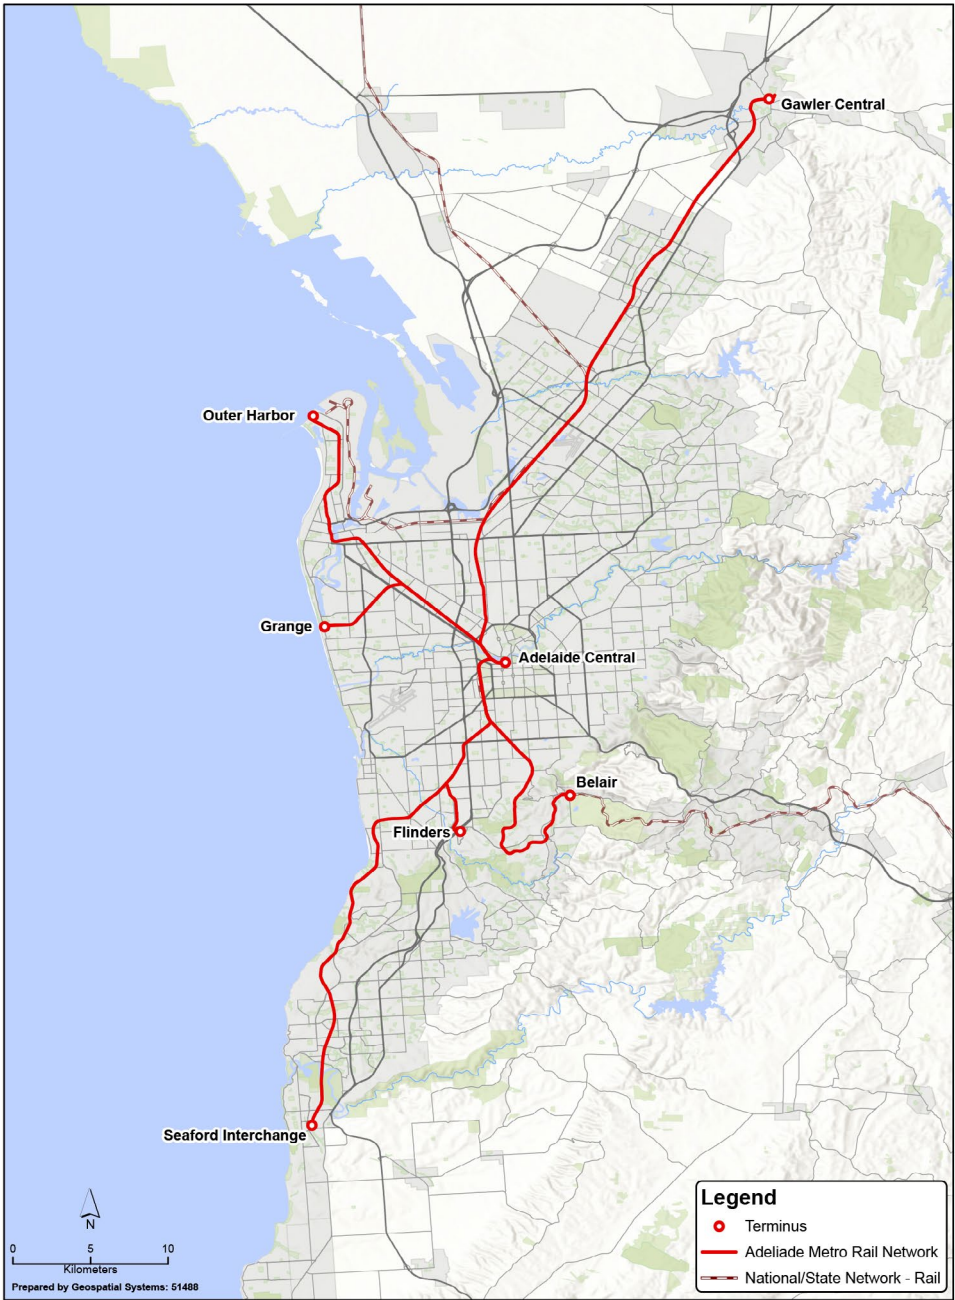 Gawler Central
Outer Harbor
Grange
Adelaide Central
Belair
Flinders
Seaford Interchange
N
0 5 10
Kilometers
Prepared by Geospatial Systems: 51488
Legend
Terminus
Adeliade Metro Rail Network
National/State Network - Rail